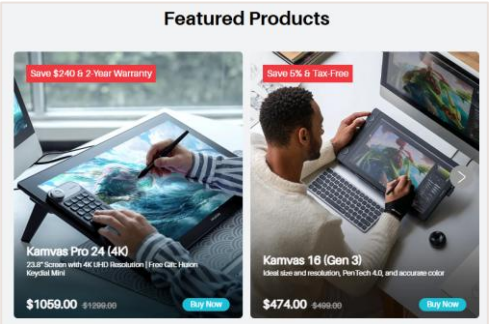 Featured Products
Save $240 & 2-Year Warranty
Kamvas Pro 24 (4K)
23.8" Screen with 4K UHD Resolution | Free Gift: Huion
Keydial Mini
$1059.00 $1299.00 Buy Now
Save 5% & Tax-Free
Kamvas 16 (Gen 3)
Ideal size and resolution, PenTech 4.0, and accurate color
$474.00 $499.00 Buy Now